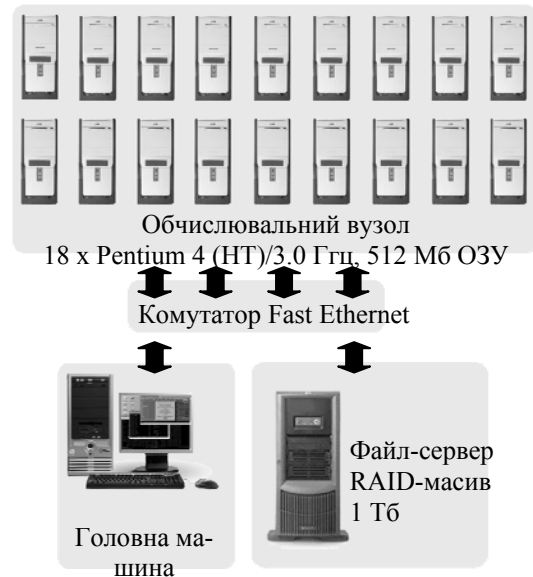 Обчислювальний вузол
18 x Pentium 4 (HT)/3.0 Ггц, 512 Мб ОЗУ
Комутатор Fast Ethernet
Файл-сервер
RAID-масив
1 Тб
Головна ма-
шина